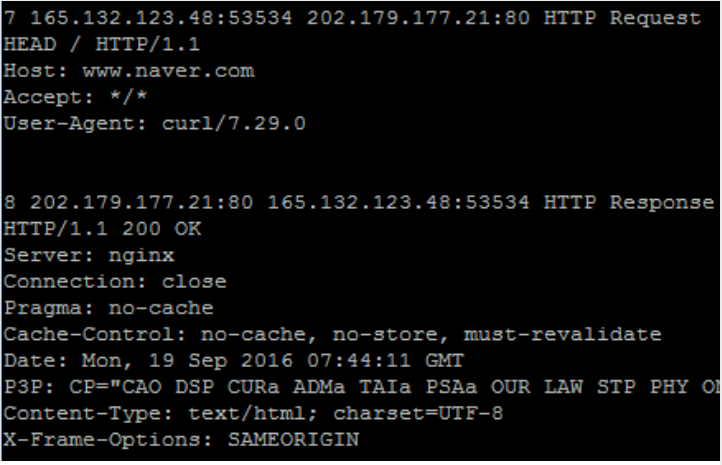 7 165.132.123.48:53534 202.179.177.21:80 HTTP Request
HEAD / HTTP/1.1
Host: www.naver.com
Accept: */*
User-Agent: curl/7.29.0
8 202.179.177.21:80 165.132.123.48:53534 HTTP Response
HTTP/1.1 200 OK
Server: nginx
Connection: close
Pragma: no-cache
Cache-Control: no-cache, no-store, must-revalidate
Date: Mon, 19 Sep 2016 07:44:11 GMT
P3P: CP="CAO DSP CURa ADMa TAIa PSAa OUR LAW STP PHY
Content-Type: text/html; charset=UTF-8
X-Frame-Options: SAMEORIGIN